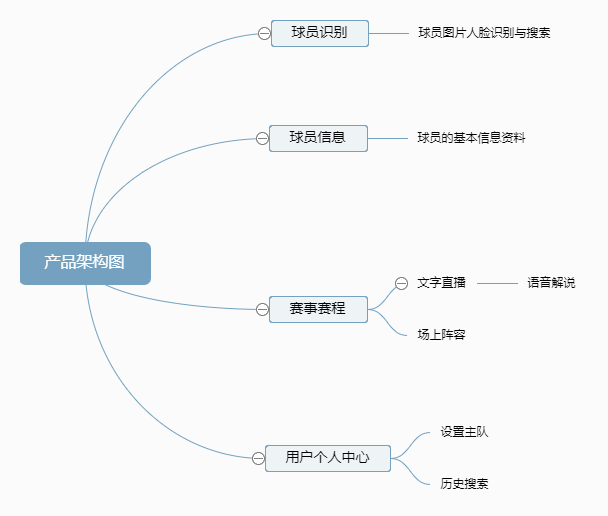 球员识别
球员图片人脸识别与搜索
球员信息
球员的基本信息资料
产品架构图
赛事赛程
文字直播
语音解说
场上阵容
用户个人中心
设置主队
历史搜索